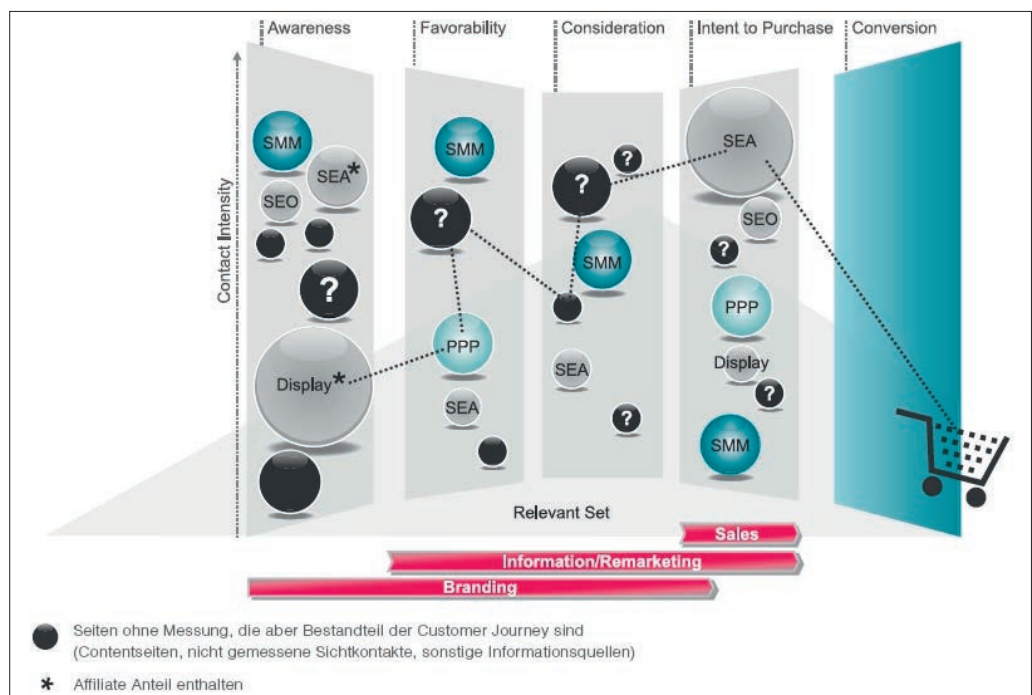 Awareness
Favorability
Consideration
Intent to Purchase
Conversion
Contact Intensity
SMM
SEA*
SEO
?
Display*
SMM
?
PPP
SEA
?
?
SMM
SEA
?
SEA
SEO
?
PPP
Display
?
SMM
Relevant Set
Sales
Information/Remarketing
Branding
Seiten ohne Messung, die aber Bestandteil der Customer Journey sind
(Contentseiten, nicht gemessene Sichtkontakte, sonstige Informationsquellen)
* Affiliate Anteil enthalten